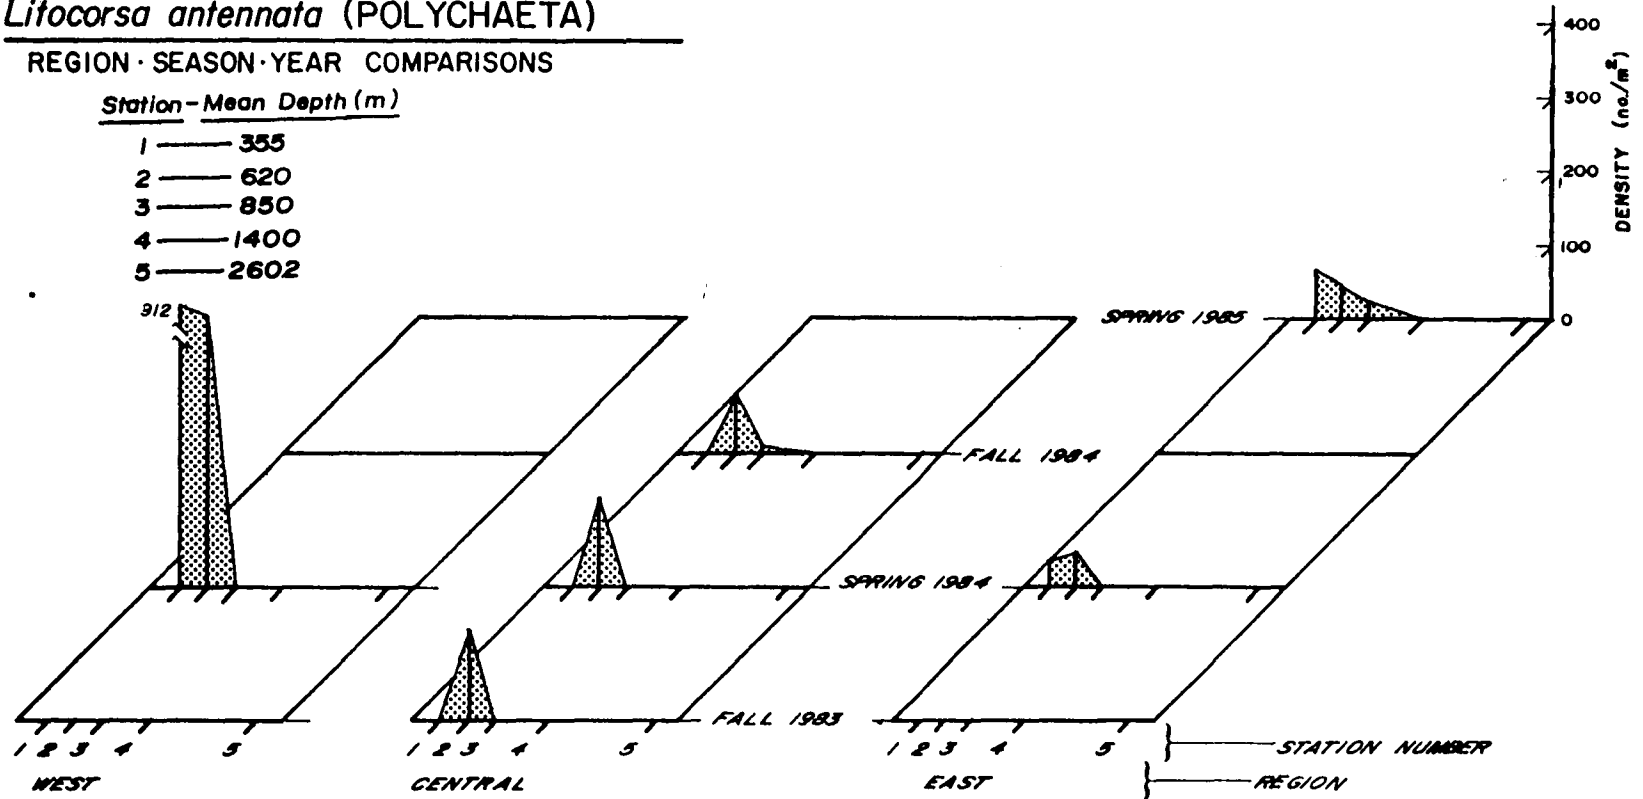 Litocorsa antennata (POLYCHAETA)
REGION · SEASON · YEAR COMPARISONS
Station - Mean Depth (m)
1 — 355
2 — 620
3 — 850
4 — 1400
5 — 2602
400
300
200
100
0
DENSITY (no./m²)
912
SPRING 1985
FALL 1984
SPRING 1984
FALL 1983
1 2 3 4 5
1 2 3 4 5
1 2 3 4 5
STATION NUMBER
WEST
CENTRAL
EAST
REGION